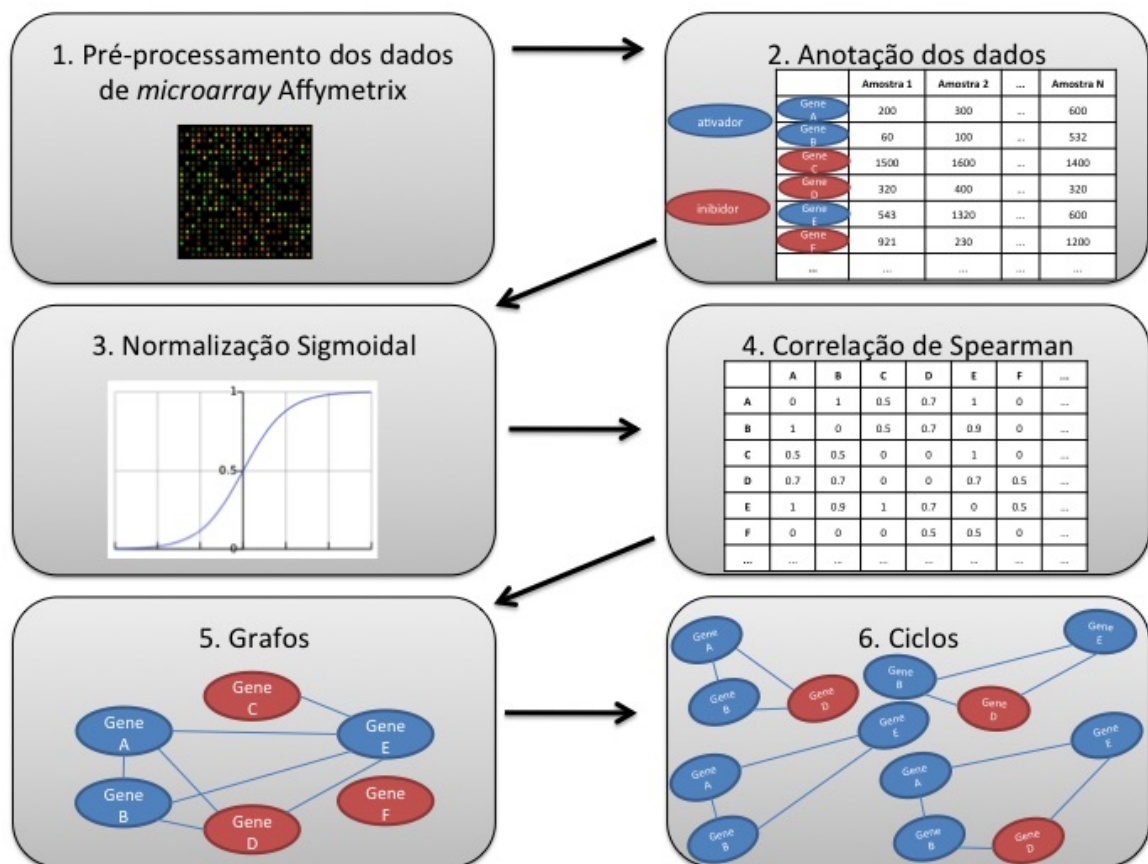 1. Pré-processamento dos dados
de microarray Affymetrix
2. Anotação dos dados
ativador
inibidor
Amostra 1 Amostra 2 ... Amostra N
Gene A 200 300 ... 600
Gene B 60 100 ... 532
Gene C 1500 1600 ... 1400
Gene D 320 400 ... 320
Gene E 543 1320 ... 600
Gene F 921 230 ... 1200
... ... ... ... ...
3. Normalização Sigmoidal
1
0.5
0
4. Correlação de Spearman
A B C D E F ...
A 0 1 0.5 0.7 1 0 ...
B 1 0 0.5 0.7 0.9 0 ...
C 0.5 0.5 0 0 1 0 ...
D 0.7 0.7 0 0 0.7 0.5 ...
E 1 0.9 1 0.7 0 0.5 ...
F 0 0 0 0.5 0.5 0 ...
... ... ... ... ... ... ... ...
5. Grafos
Gene
C
Gene
A
Gene
E
Gene
B
Gene
F
Gene
D
6. Ciclos
Gene
A
Gene
B
Gene
D
Gene
E
Gene
B
Gene
D
Gene
E
Gene
A
Gene
B
Gene
E
Gene
A
Gene
B
Gene
D